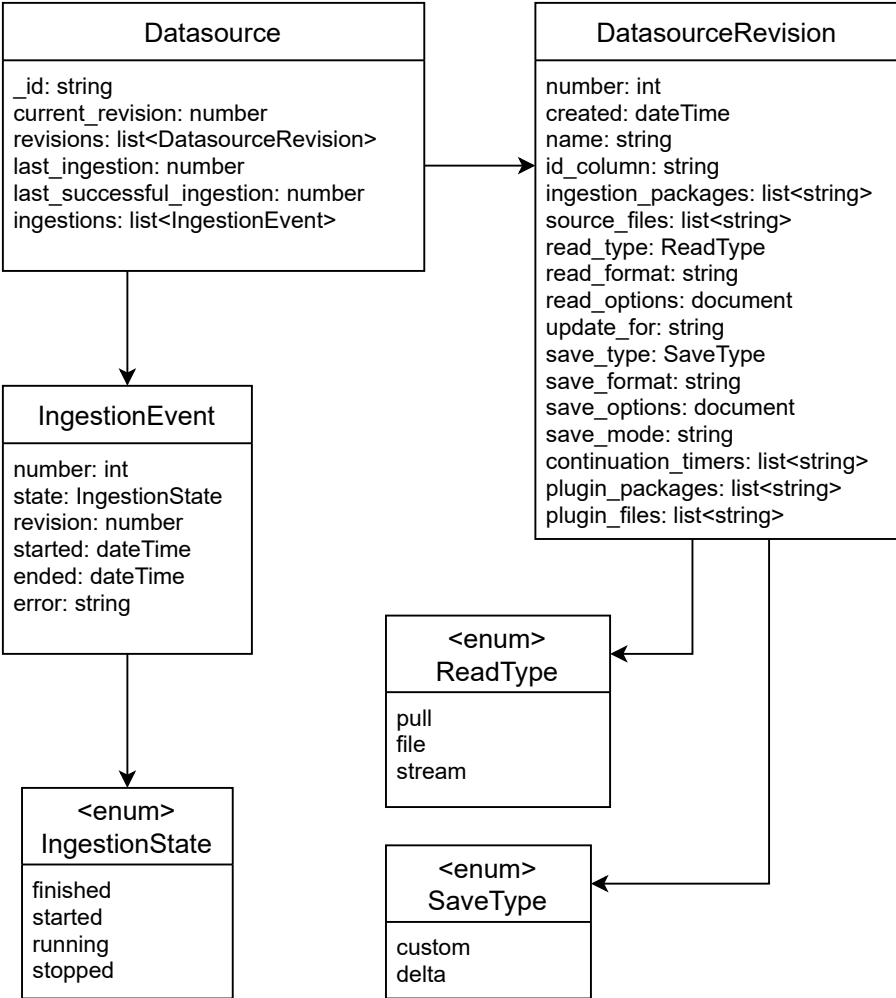 Datasource
_id: string
current_revision: number
revisions: list<DatasourceRevision>
last_ingestion: number
last_successful_ingestion: number
ingestions: list<IngestionEvent>
DatasourceRevision
number: int
created: dateTime
name: string
id_column: string
ingestion_packages: list<string>
source_files: list<string>
read_type: ReadType
read_format: string
read_options: document
update_for: string
save_type: SaveType
save_format: string
save_options: document
save_mode: string
continuation_timers: list<string>
plugin_packages: list<string>
plugin_files: list<string>
IngestionEvent
number: int
state: IngestionState
revision: number
started: dateTime
ended: dateTime
error: string
<enum>
ReadType
pull
file
stream
<enum>
IngestionState
finished
started
running
stopped
<enum>
SaveType
custom
delta